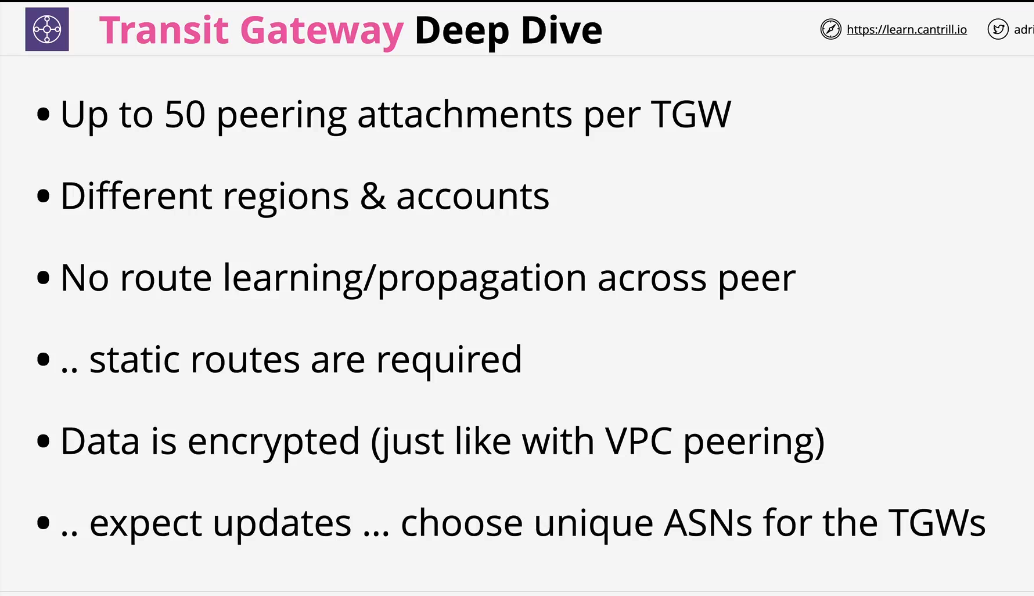 Transit Gateway Deep Dive
https://learn.cantrill.io
adri
• Up to 50 peering attachments per TGW
• Different regions & accounts
• No route learning/propagation across peer
• .. static routes are required
• Data is encrypted (just like with VPC peering)
• .. expect updates ... choose unique ASNs for the TGWs